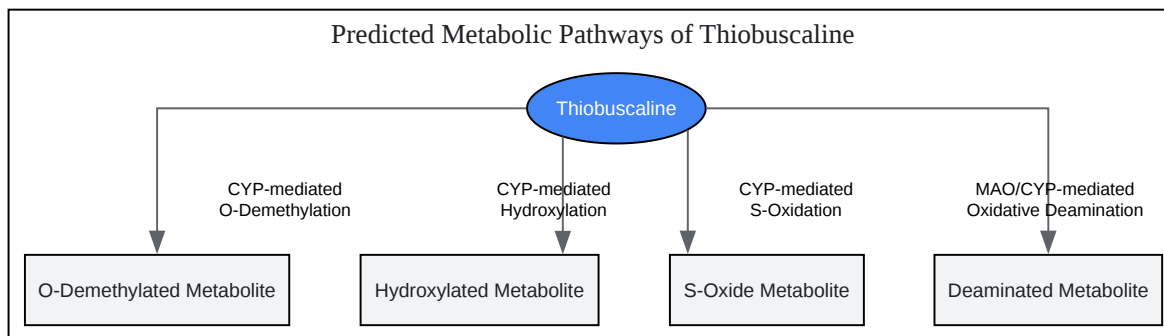 Predicted Metabolic Pathways of Thiobuscaline
Thiobuscaline
CYP-mediated
O-Demethylation
CYP-mediated
Hydroxylation
CYP-mediated
S-Oxidation
MAO/CYP-mediated
Oxidative Deamination
O-Demethylated Metabolite
Hydroxylated Metabolite
S-Oxide Metabolite
Deaminated Metabolite